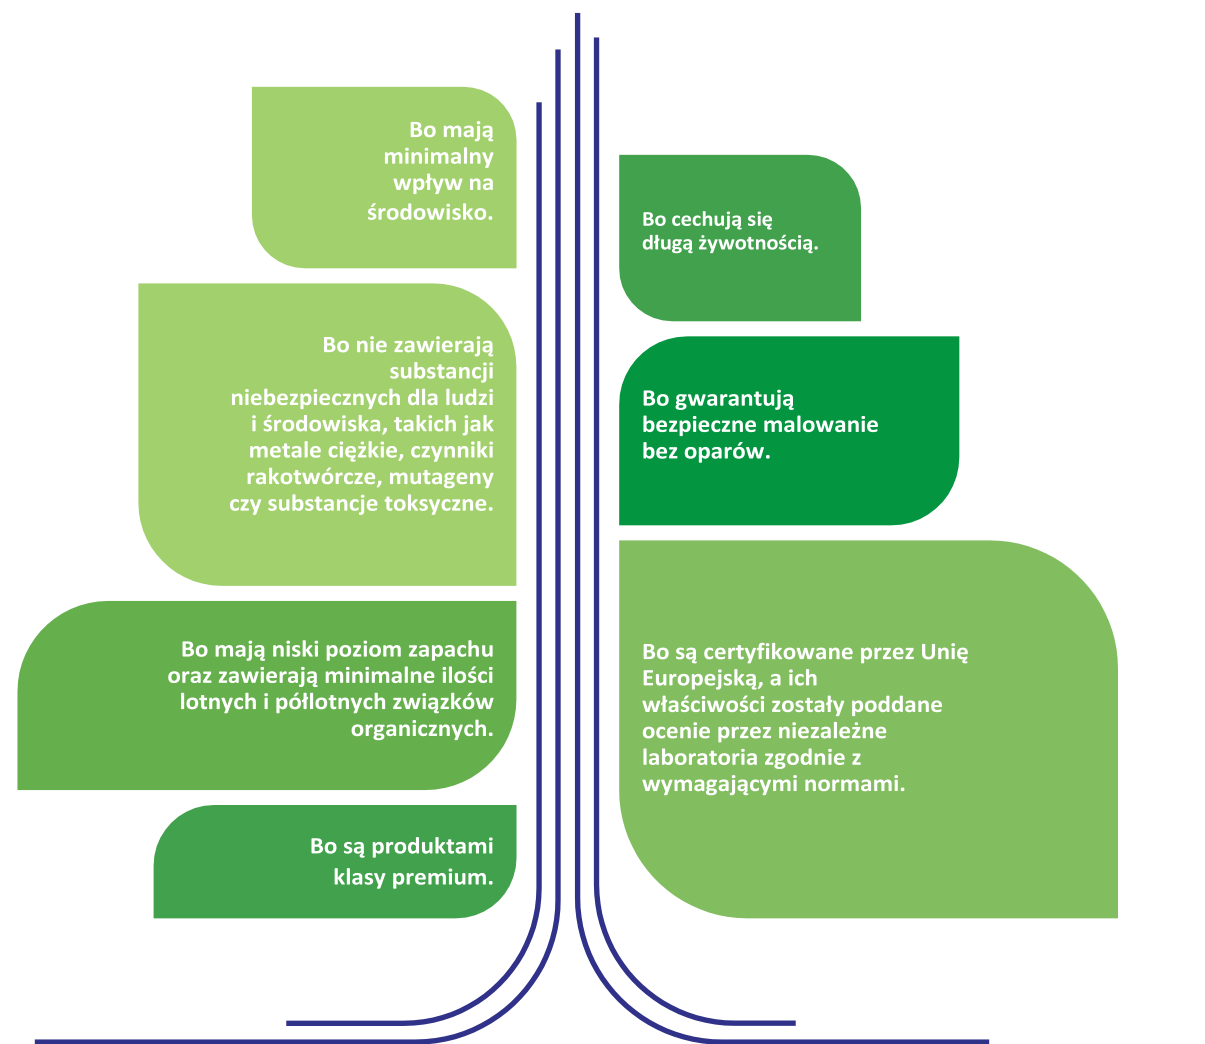 Bo mają
minimalny
wpływ na
środowisko.
Bo nie zawierają
substancji
niebezpiecznych dla ludzi
i środowiska, takich jak
metale ciężkie, czynniki
rakotwórcze, mutageny
czy substancje toksyczne.
Bo mają niski poziom zapachu
oraz zawierają minimalne ilości
lotnych i półlotnych związków
organicznych.
Bo są produktami
klasy premium.
Bo cechują się
długą żywotnością.
Bo gwarantują
bezpieczne malowanie
bez oparów.
Bo są certyfikowane przez Unię
Europejską, a ich
właściwości zostały poddane
ocenie przez niezależne
laboratoria zgodnie z
wymagającymi normami.